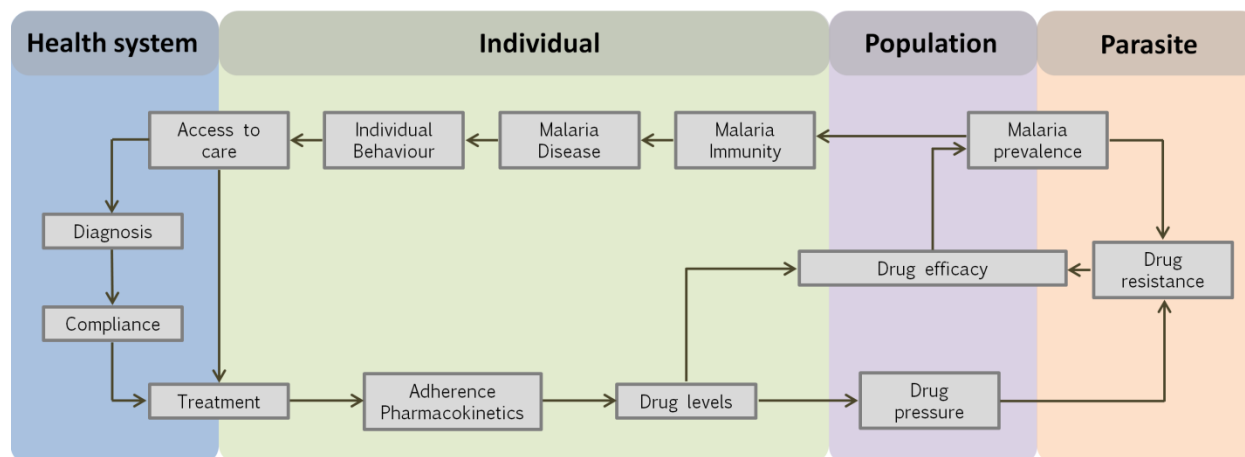 Health system
Individual
Population
Parasite
Access to
care
Individual
Behaviour
Malaria
Disease
Malaria
Immunity
Malaria
prevalence
Diagnosis
Drug efficacy
Drug
resistance
Compliance
Treatment
Adherence
Pharmacokinetics
Drug levels
Drug
pressure